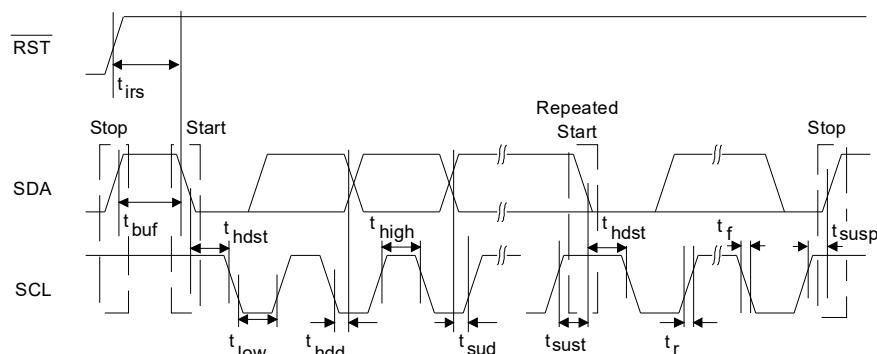 RST
t irs
Repeated
Stop Start Start Stop
SDA
t buf
t hdst t high t hdst t f t susp
SCL
t low t hdd t sud t sust t r